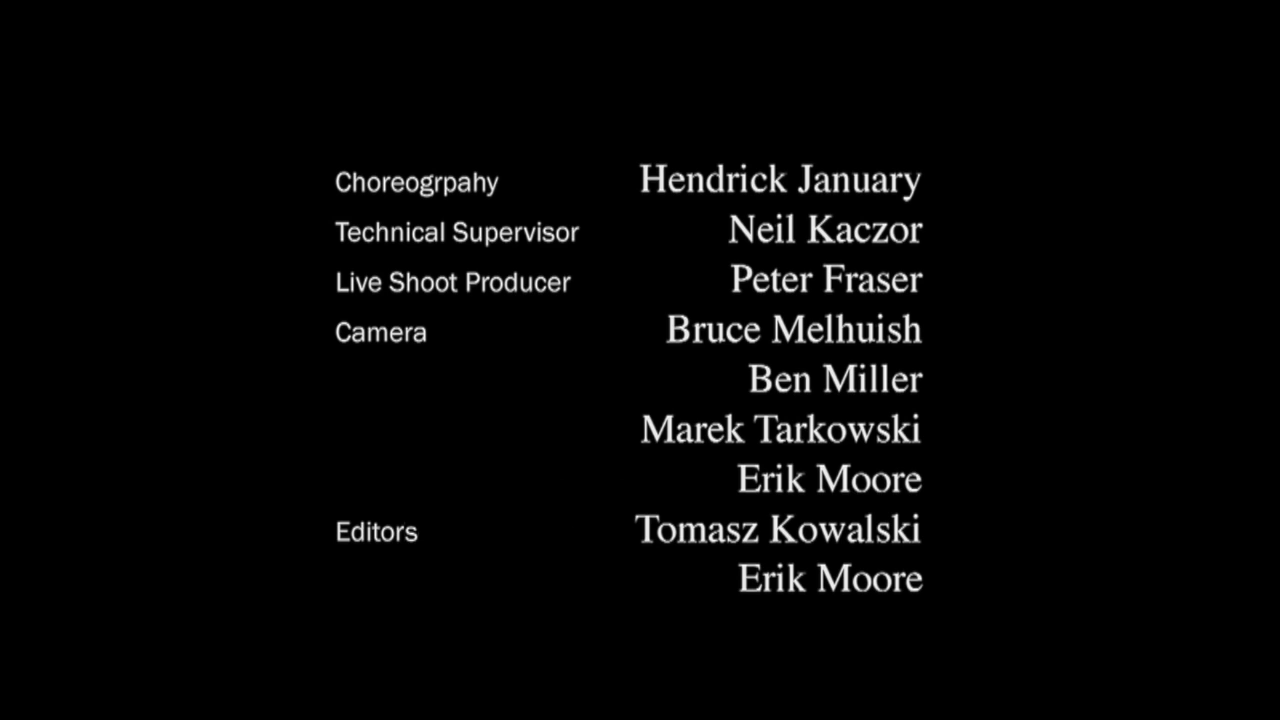 Choreogrpahy Hendrick January
Technical Supervisor Neil Kaczor
Live Shoot Producer Peter Fraser
Camera Bruce Melhuish
Ben Miller
Marek Tarkowski
Erik Moore
Editors Tomasz Kowalski
Erik Moore